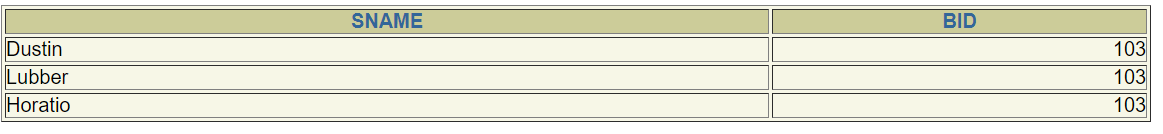 SNAME BID
Dustin 103
Lubber 103
Horatio 103